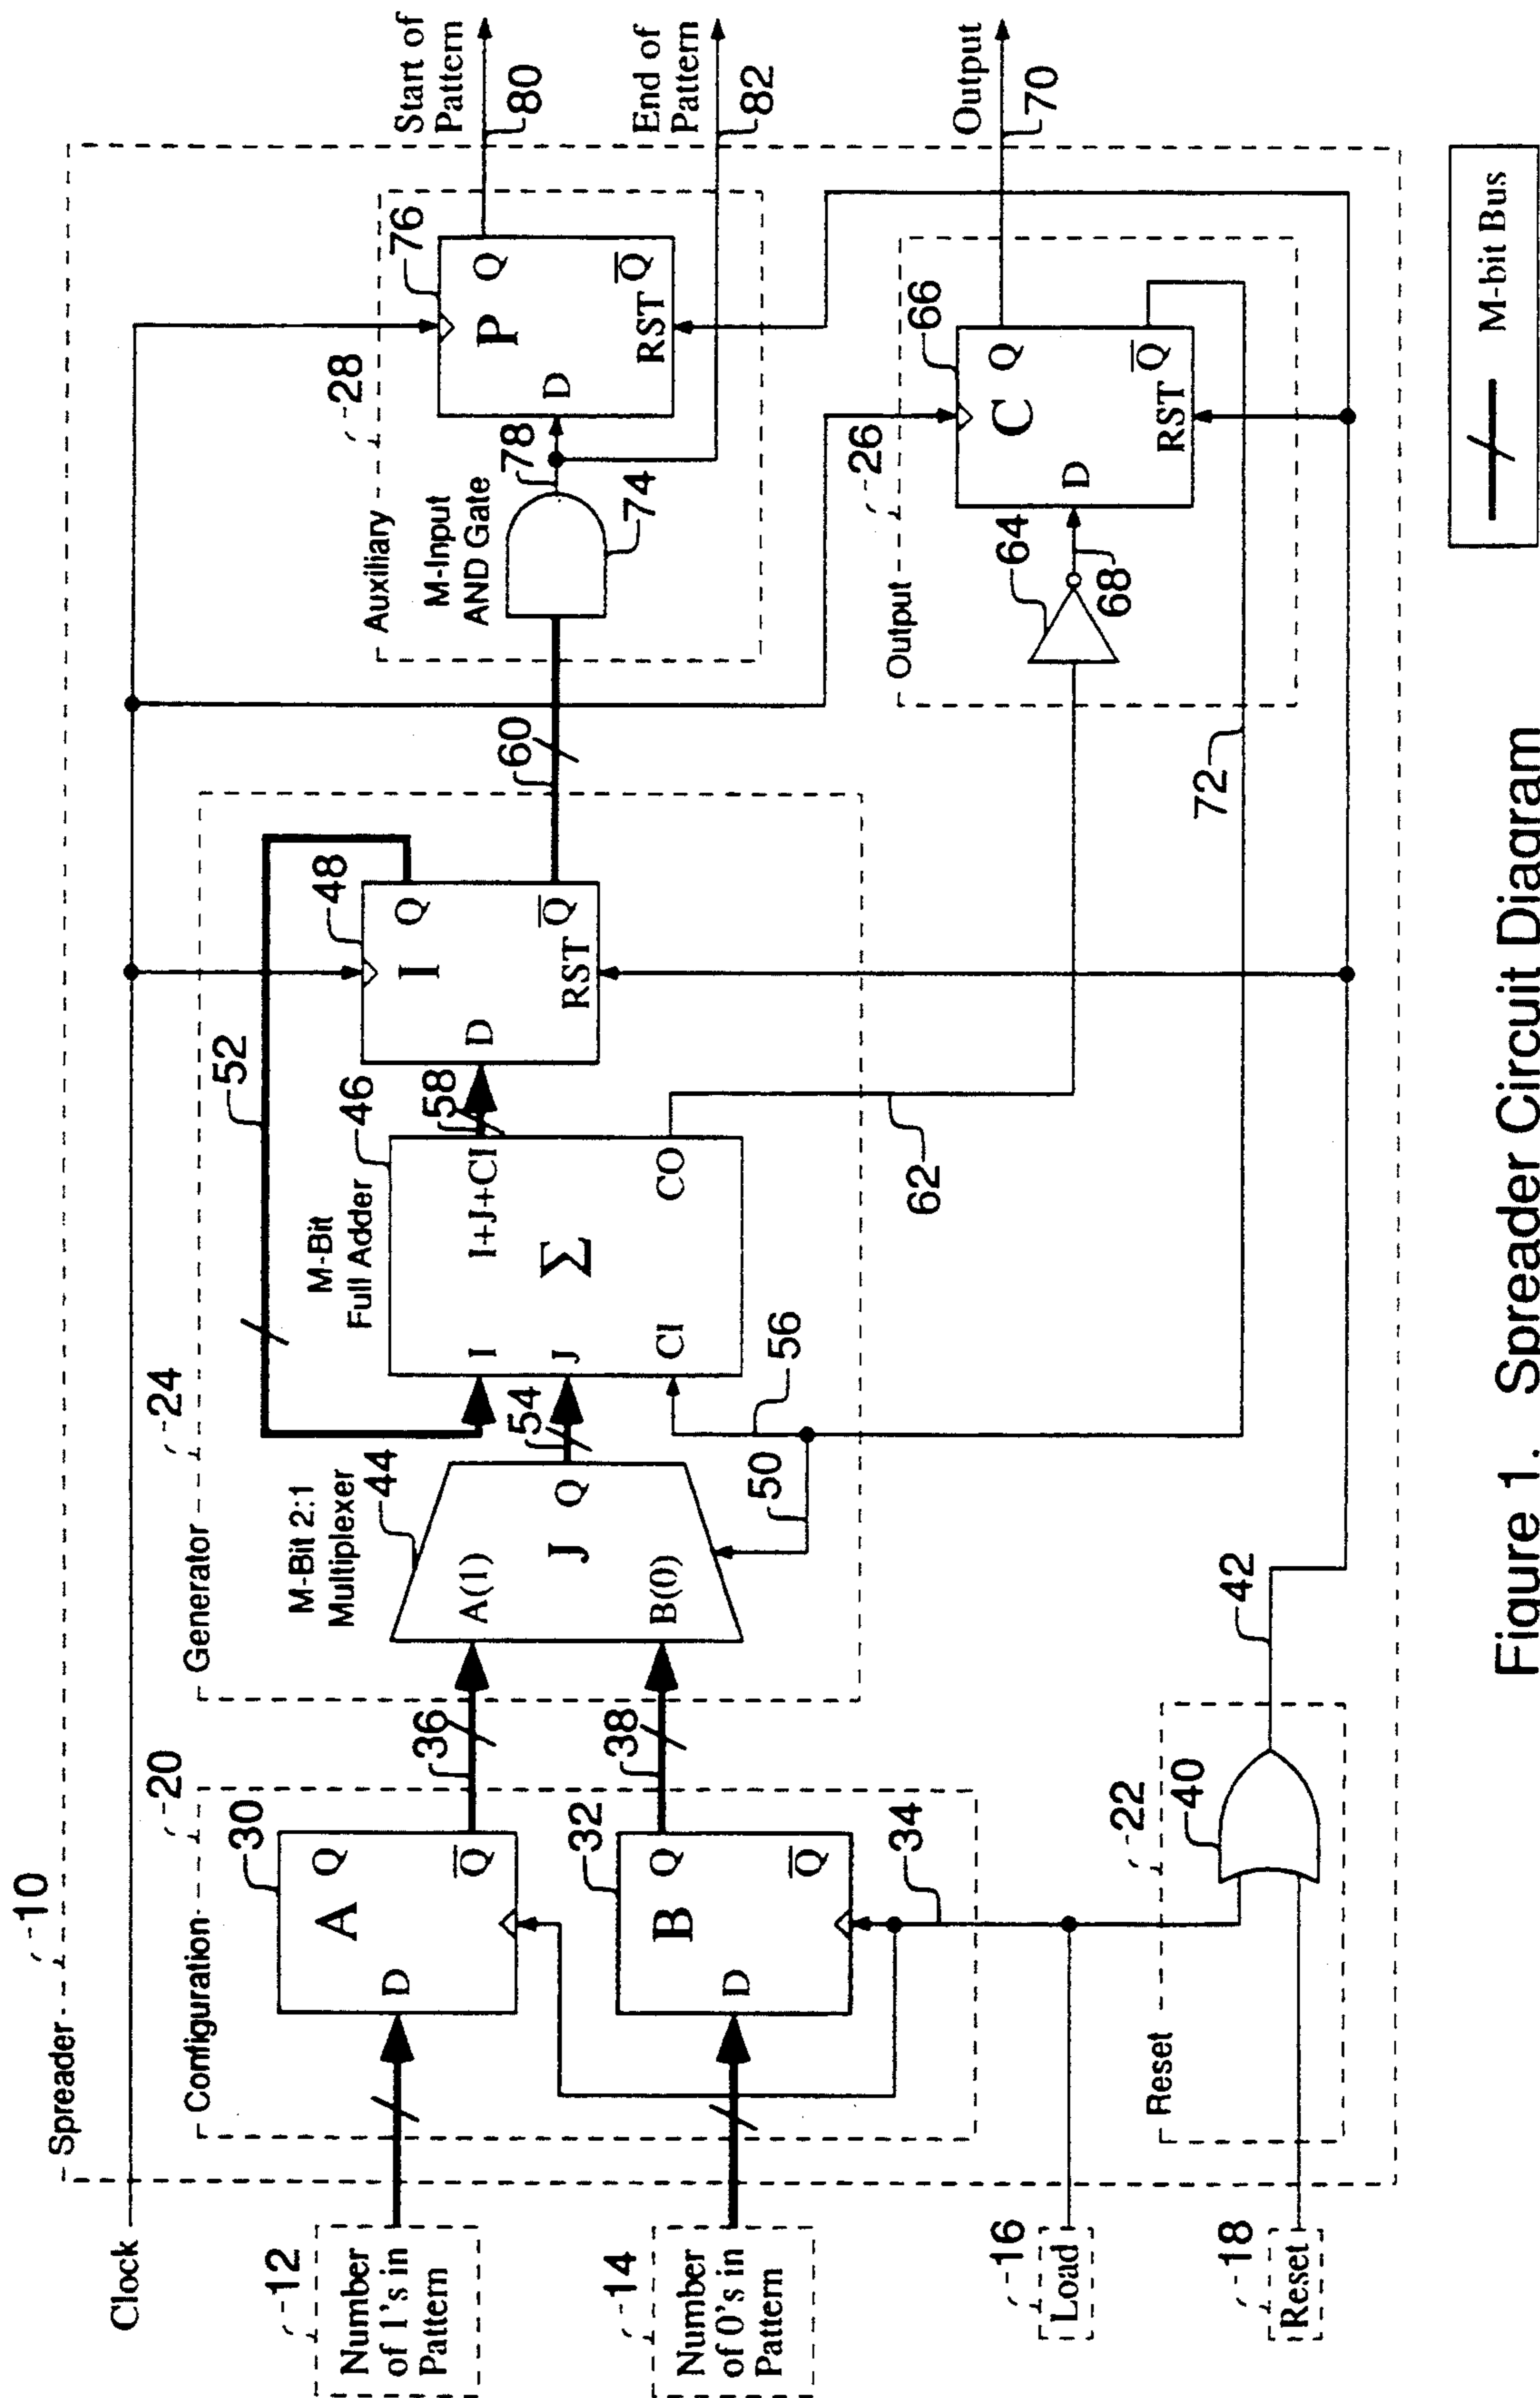 Spreader
10
Clock
12
Number
of 1's in
Pattern
14
Number
of 0's in
Pattern
16
Load
18
Reset
Configuration
20
30
A
D
Q
Q
32
B
D
Q
Q
34
36
38
Reset
22
40
42
Generator
24
M-Bit 2:1
Multiplexer
44
A(1)
J
Q
B(0)
50
52
54
56
M-Bit
Full Adder
46
I
J
CI
Σ
I+J+CI
CO
58
62
48
I
D
Q
Q
RST
60
72
Auxiliary
28
M-Input
AND Gate
74
78
76
P
D
Q
Q
RST
Start of
Pattern
80
End of
Pattern
82
Output
26
64
68
66
C
D
Q
Q
RST
Output
70
M-bit Bus
Figure 1. Spreader Circuit Diagram